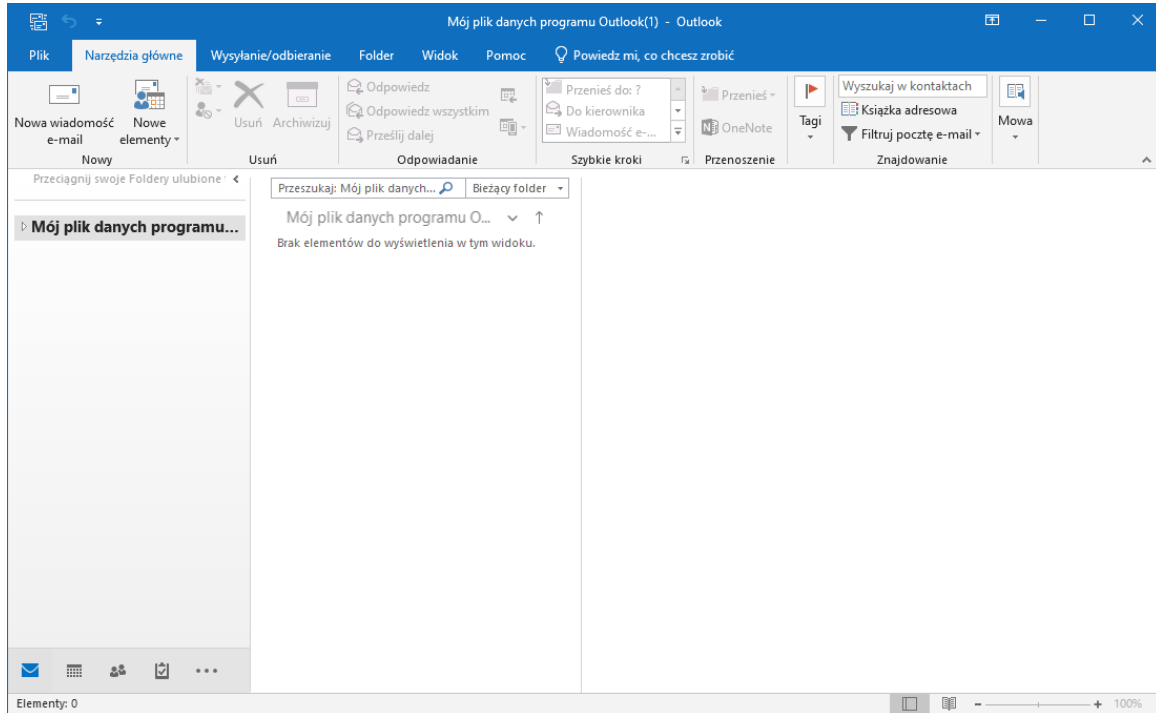 Mój plik danych programu Outlook(1) - Outlook
Plik Narzędzia główne Wysyłanie/odbieranie Folder Widok Pomoc Powiedz mi, co chcesz zrobić
Nowa wiadomość e-mail
Nowe elementy
Nowy
Usuń Archiwizuj
Usuń
Odpowiedz
Odpowiedz wszystkim
Prześlij dalej
Odpowiadanie
Przenieś do: ?
Do kierownika
Wiadomość e-...
Szybkie kroki
Przenieś
OneNote
Przenoszenie
Tagi
Wyszukaj w kontaktach
Książka adresowa
Filtruj pocztę e-mail
Znajdowanie
Mowa
Przeciągnij swoje Foldery ulubione
Mój plik danych programu...
Przeszukaj: Mój plik danych... Bieżący folder
Mój plik danych programu O...
Brak elementów do wyświetlenia w tym widoku.
Elementy: 0
100%